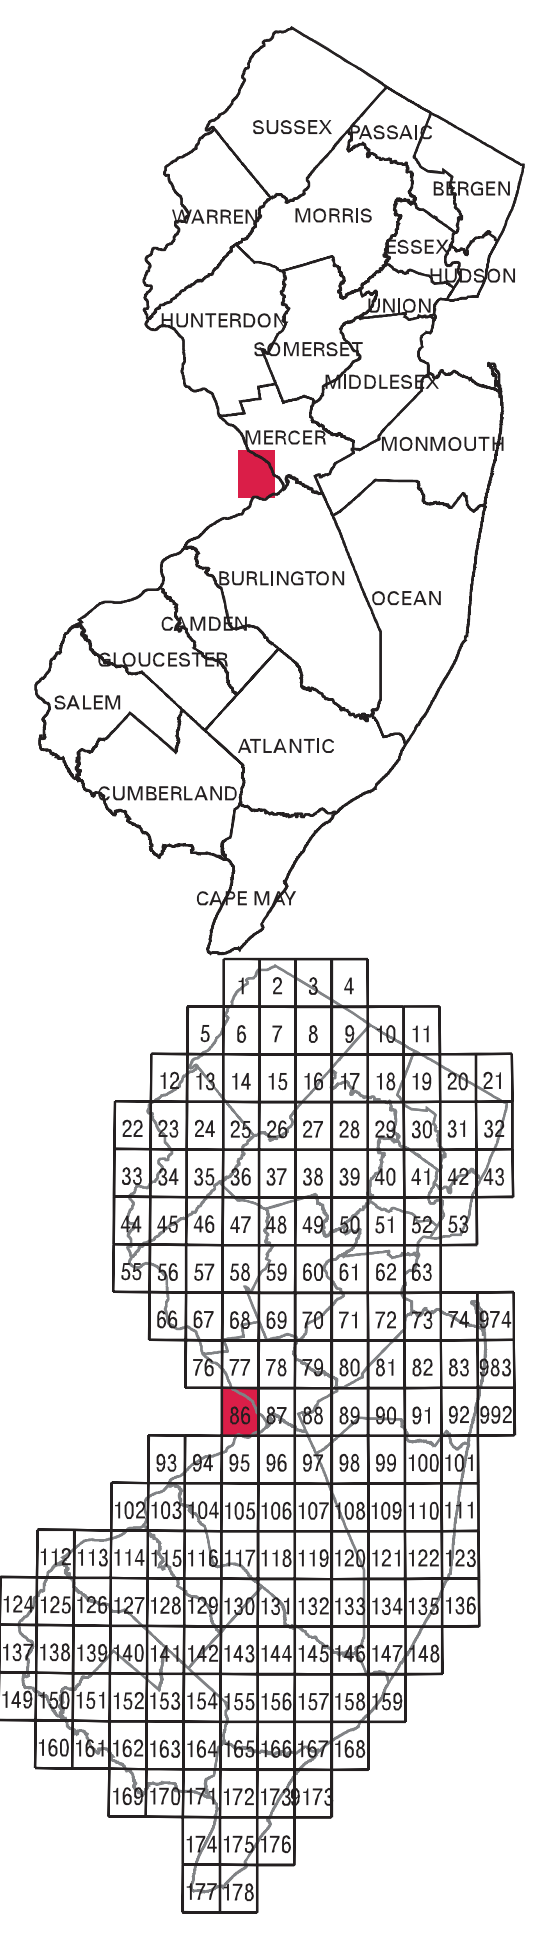 SUSSEX
PASSAIC
BERGEN
WARREN
MORRIS
ESSEX
HUDSON
UNION
HUNTERDON
SOMERSET
MIDDLESEX
MERCER
MONMOUTH
BURLINGTON
OCEAN
CAMDEN
GLOUCESTER
SALEM
ATLANTIC
CUMBERLAND
CAPE MAY
1 2 3 4
5 6 7 8 9 10 11
12 13 14 15 16 17 18 19 20 21
22 23 24 25 26 27 28 29 30 31 32
33 34 35 36 37 38 39 40 41 42 43
44 45 46 47 48 49 50 51 52 53
55 56 57 58 59 60 61 62 63
66 67 68 69 70 71 72 73 74 974
76 77 78 79 80 81 82 83 983
86 87 88 89 90 91 92 992
93 94 95 96 97 98 99 100 101
102 103 104 105 106 107 108 109 110 111
112 113 114 115 116 117 118 119 120 121 122 123
124 125 126 127 128 129 130 131 132 133 134 135 136
137 138 139 140 141 142 143 144 145 146 147 148
149 150 151 152 153 154 155 156 157 158 159
160 161 162 163 164 165 166 167 168
169 170 171 172 173 9173
174 175 176
177 178